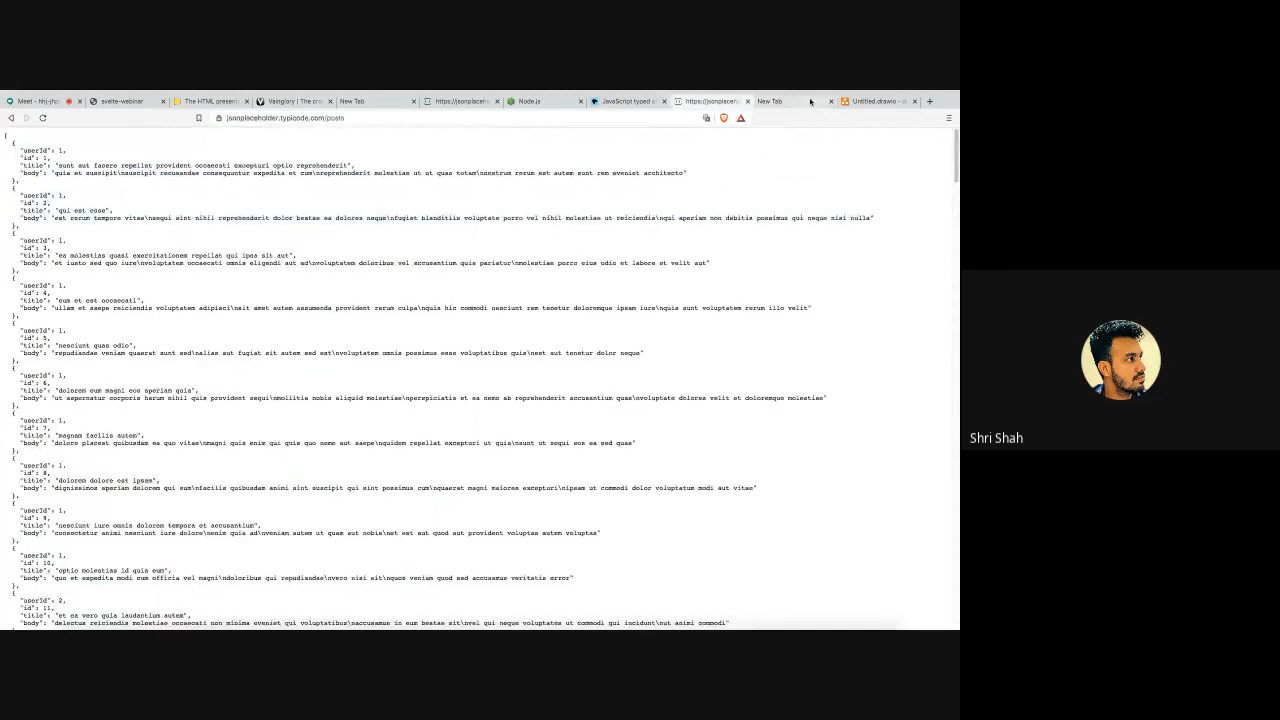 Meet - hhj-jhp
svelte-webinar
The HTML present
Vainglory | The cro
New Tab
https://jsonplaceho
Node.js
JavaScript typed a
https://jsonplaceho
New Tab
Untitled.drawio - d
jsonplaceholder.typicode.com/posts
[
{
"userId": 1,
"id": 1,
"title": "sunt aut facere repellat provident occaecati excepturi optio reprehenderit",
"body": "quia et suscipit\nsuscipit recusandae consequuntur expedita et cum\nreprehenderit molestiae ut ut quas totam\nnostrum rerum est autem sunt rem eveniet architecto"
},
{
"userId": 1,
"id": 2,
"title": "qui est esse",
"body": "est rerum tempore vitae\nsequi sint nihil reprehenderit dolor beatae ea dolores neque\nfugiat blanditiis voluptate porro vel nihil molestiae ut reiciendis\nqui aperiam non debitis possimus qui neque nisi nulla"
},
{
"userId": 1,
"id": 3,
"title": "ea molestias quasi exercitationem repellat qui ipsa sit aut",
"body": "et iusto sed quo iure\nvoluptatem occaecati omnis eligendi aut ad\nvoluptatem doloribus vel accusantium quis pariatur\nmolestiae porro eius odio et labore et velit aut"
},
{
"userId": 1,
"id": 4,
"title": "eum et est occaecati",
"body": "ullam et saepe reiciendis voluptatem adipisci\nsit amet autem assumenda provident rerum culpa\nquis hic commodi nesciunt rem tenetur doloremque ipsam iure\nquis sunt voluptatem rerum illo velit"
},
{
"userId": 1,
"id": 5,
"title": "nesciunt quas odio",
"body": "repudiandae veniam quaerat sunt sed\nalias aut fugiat sit autem sed est\nvoluptatem omnis possimus esse voluptatibus quis\nest aut tenetur dolor neque"
},
{
"userId": 1,
"id": 6,
"title": "dolorem eum magni eos aperiam quia",
"body": "ut aspernatur corporis harum nihil quis provident sequi\nmollitia nobis aliquid molestiae\nperspiciatis et ea nemo ab reprehenderit accusantium quas\nvoluptate dolores velit et doloremque molestiae"
},
{
"userId": 1,
"id": 7,
"title": "magnam facilis autem",
"body": "dolore placeat quibusdam ea quo vitae\nmagni quis enim qui quis quo nemo aut saepe\nquidem repellat excepturi ut quia\nsunt ut sequi eos ea sed quas"
},
{
"userId": 1,
"id": 8,
"title": "dolorem dolore est ipsam",
"body": "dignissimos aperiam dolorem qui eum\nfacilis quibusdam animi sint suscipit qui sint possimus cum\nquaerat magni maiores excepturi\nipsam ut commodi dolor voluptatum modi aut vitae"
},
{
"userId": 1,
"id": 9,
"title": "nesciunt iure omnis dolorem tempora et accusantium",
"body": "consectetur animi nesciunt iure dolore\nenim quia ad\nveniam autem ut quam aut nobis\net est aut quod aut provident voluptas autem voluptas"
},
{
"userId": 1,
"id": 10,
"title": "optio molestias id quia eum",
"body": "quo et expedita modi cum officia vel magni\ndoloribus qui repudiandae\nvero nisi sit\nquos veniam quod sed accusamus veritatis error"
},
{
"userId": 2,
"id": 11,
"title": "et ea vero quia laudantium autem",
"body": "delectus reiciendis molestiae occaecati non minima eveniet qui voluptatibus\naccusamus in eum beatae sit\nvel qui neque voluptates ut commodi qui incidunt\nut animi commodi"
Shri Shah